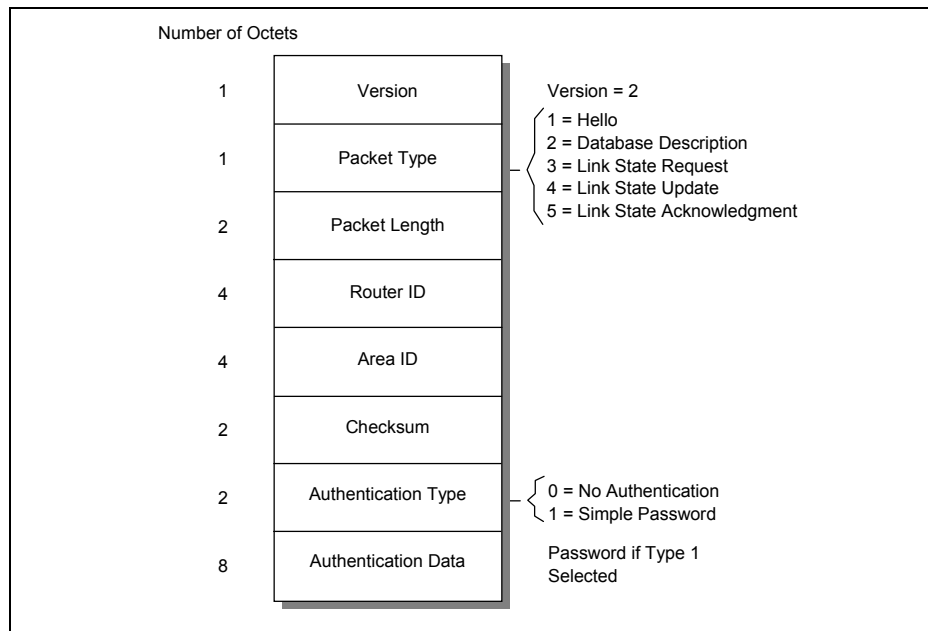 Number of Octets
1
Version
Version = 2
1
Packet Type
1 = Hello
2 = Database Description
3 = Link State Request
4 = Link State Update
5 = Link State Acknowledgment
2
Packet Length
4
Router ID
4
Area ID
2
Checksum
2
Authentication Type
0 = No Authentication
1 = Simple Password
8
Authentication Data
Password if Type 1
Selected